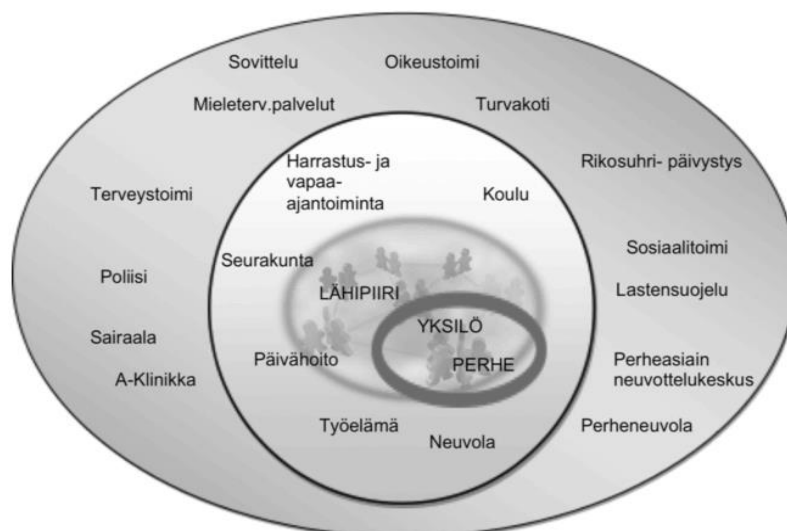 Sovittelu
Oikeustoimi
Mieleterv.palvelut
Turvakoti
Harrastus- ja
vapaa-
ajantoiminta
Rikosuhri- päivystys
Terveystoimi
Koulu
Sosiaalitoimi
Seurakunta
Poliisi
LÄHIPIIRI
Lastensuojelu
YKSILÖ
Sairaala
Päivähoito
PERHE
Perheasiain
neuvottelukeskus
A-Klinikka
Työelämä
Perheneuvola
Neuvola